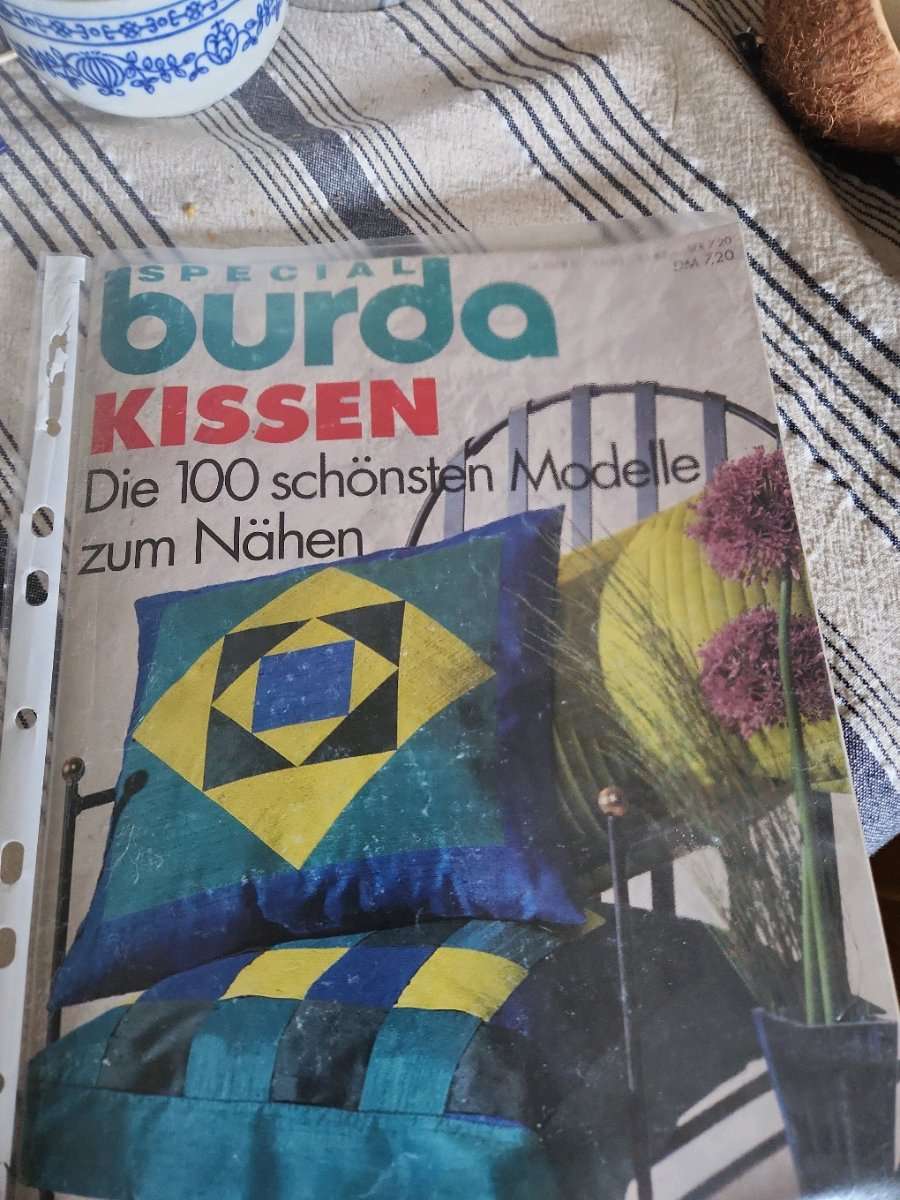 SPECIAL
burda
DM 7,20
KISSEN
Die 100 schönsten Modelle
zum Nähen